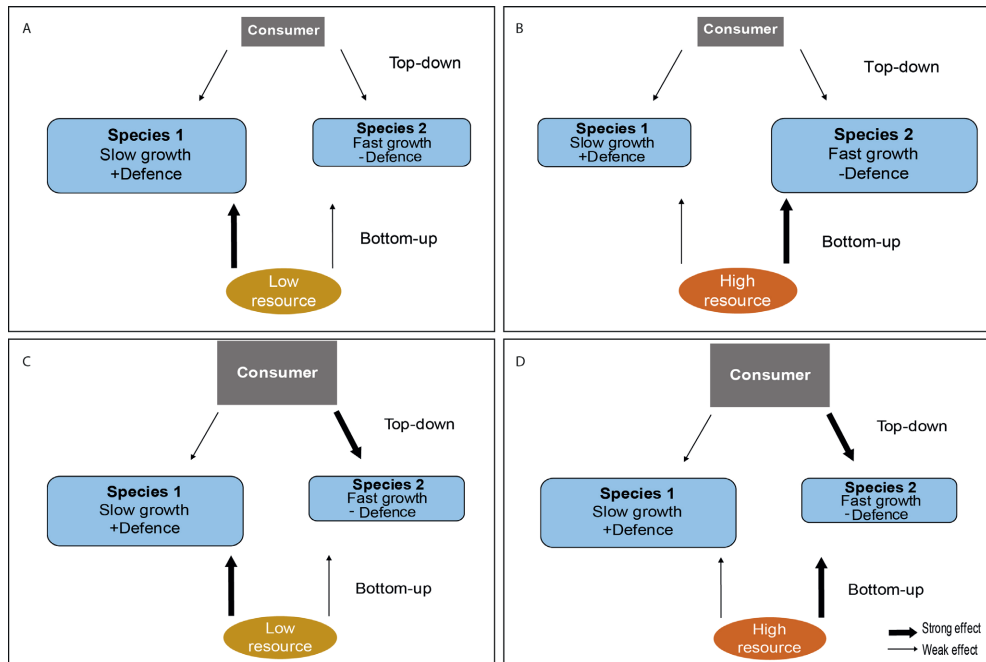 A
Consumer
Top-down
Species 1
Slow growth
+Defence
Species 2
Fast growth
-Defence
Bottom-up
Low
resource
B
Consumer
Top-down
Species 1
Slow growth
+Defence
Species 2
Fast growth
-Defence
Bottom-up
High
resource
C
Consumer
Top-down
Species 1
Slow growth
+Defence
Species 2
Fast growth
- Defence
Bottom-up
Low
resource
D
Consumer
Top-down
Species 1
Slow growth
+Defence
Species 2
Fast growth
- Defence
Bottom-up
High
resource
Strong effect
Weak effect